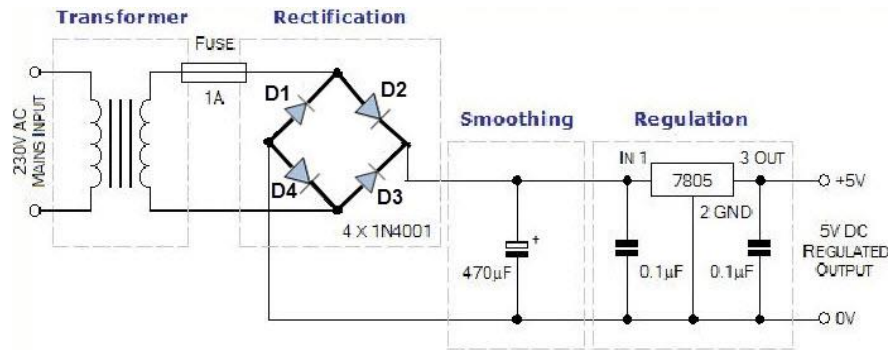 Transformer
Rectification
FUSE
1A
D1
D2
D4
D3
4 X 1N4001
230V AC
MAINS INPUT
Smoothing
Regulation
IN 1
7805
3 OUT
2 GND
+5V
+
470µF
0.1µF
0.1µF
5V DC
REGULATED
OUTPUT
0V